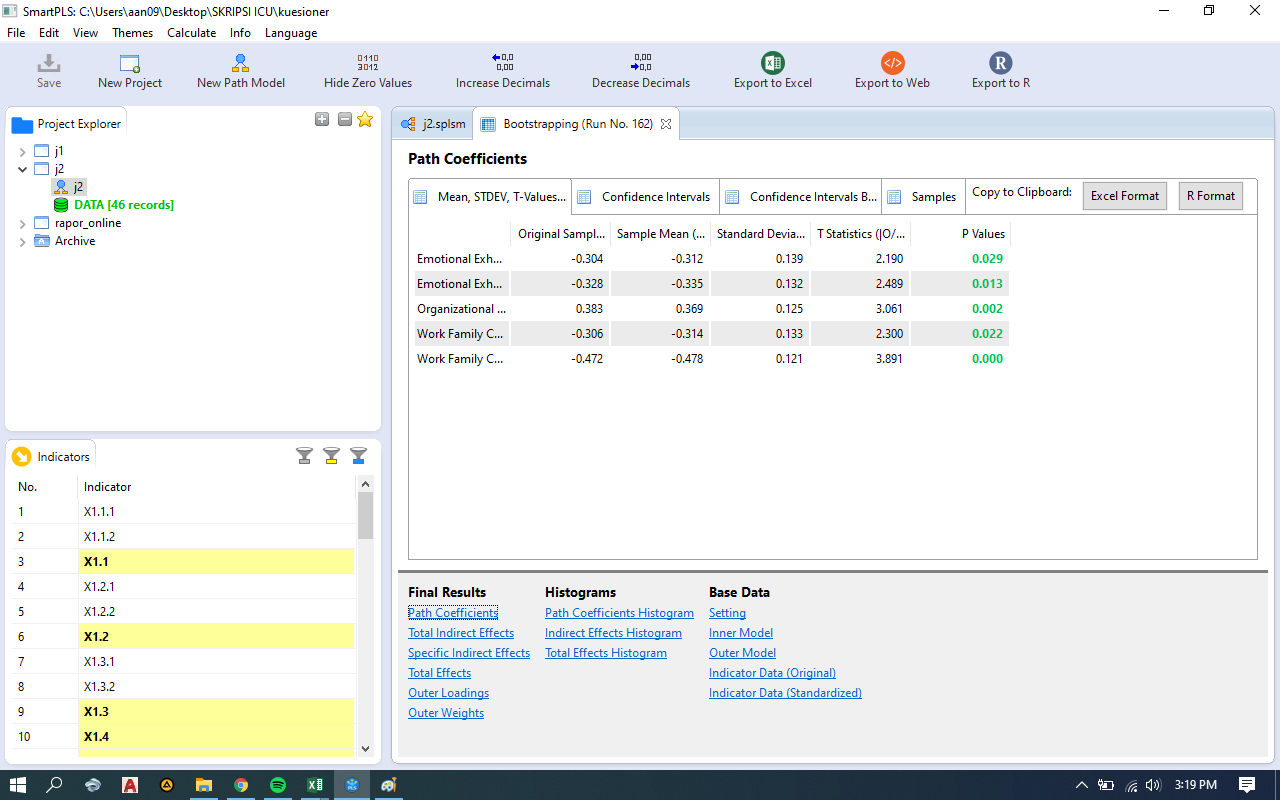 SmartPLS: C:\Users\aan09\Desktop\SKRIPSI ICU\kuesioner
File Edit View Themes Calculate Info Language
Save New Project New Path Model Hide Zero Values Increase Decimals Decrease Decimals Export to Excel Export to Web Export to R
0110
3012
0,0
0,00
0,00
0,0
R
Project Explorer
j1
j2
j2
DATA [46 records]
rapor_online
Archive
Indicators
No. Indicator
1 X1.1.1
2 X1.1.2
3 X1.1
4 X1.2.1
5 X1.2.2
6 X1.2
7 X1.3.1
8 X1.3.2
9 X1.3
10 X1.4
j2.splsm Bootstrapping (Run No. 162)
Path Coefficients
Mean, STDEV, T-Values... Confidence Intervals Confidence Intervals B... Samples Copy to Clipboard: Excel Format R Format
Original Sampl... Sample Mean (... Standard Devia... T Statistics (|O/... P Values
Emotional Exh... -0.304 -0.312 0.139 2.190 0.029
Emotional Exh... -0.328 -0.335 0.132 2.489 0.013
Organizational ... 0.383 0.369 0.125 3.061 0.002
Work Family C... -0.306 -0.314 0.133 2.300 0.022
Work Family C... -0.472 -0.478 0.121 3.891 0.000
Final Results Histograms Base Data
Path Coefficients Path Coefficients Histogram Setting
Total Indirect Effects Indirect Effects Histogram Inner Model
Specific Indirect Effects Total Effects Histogram Outer Model
Total Effects Indicator Data (Original)
Outer Loadings Indicator Data (Standardized)
Outer Weights
3:19 PM